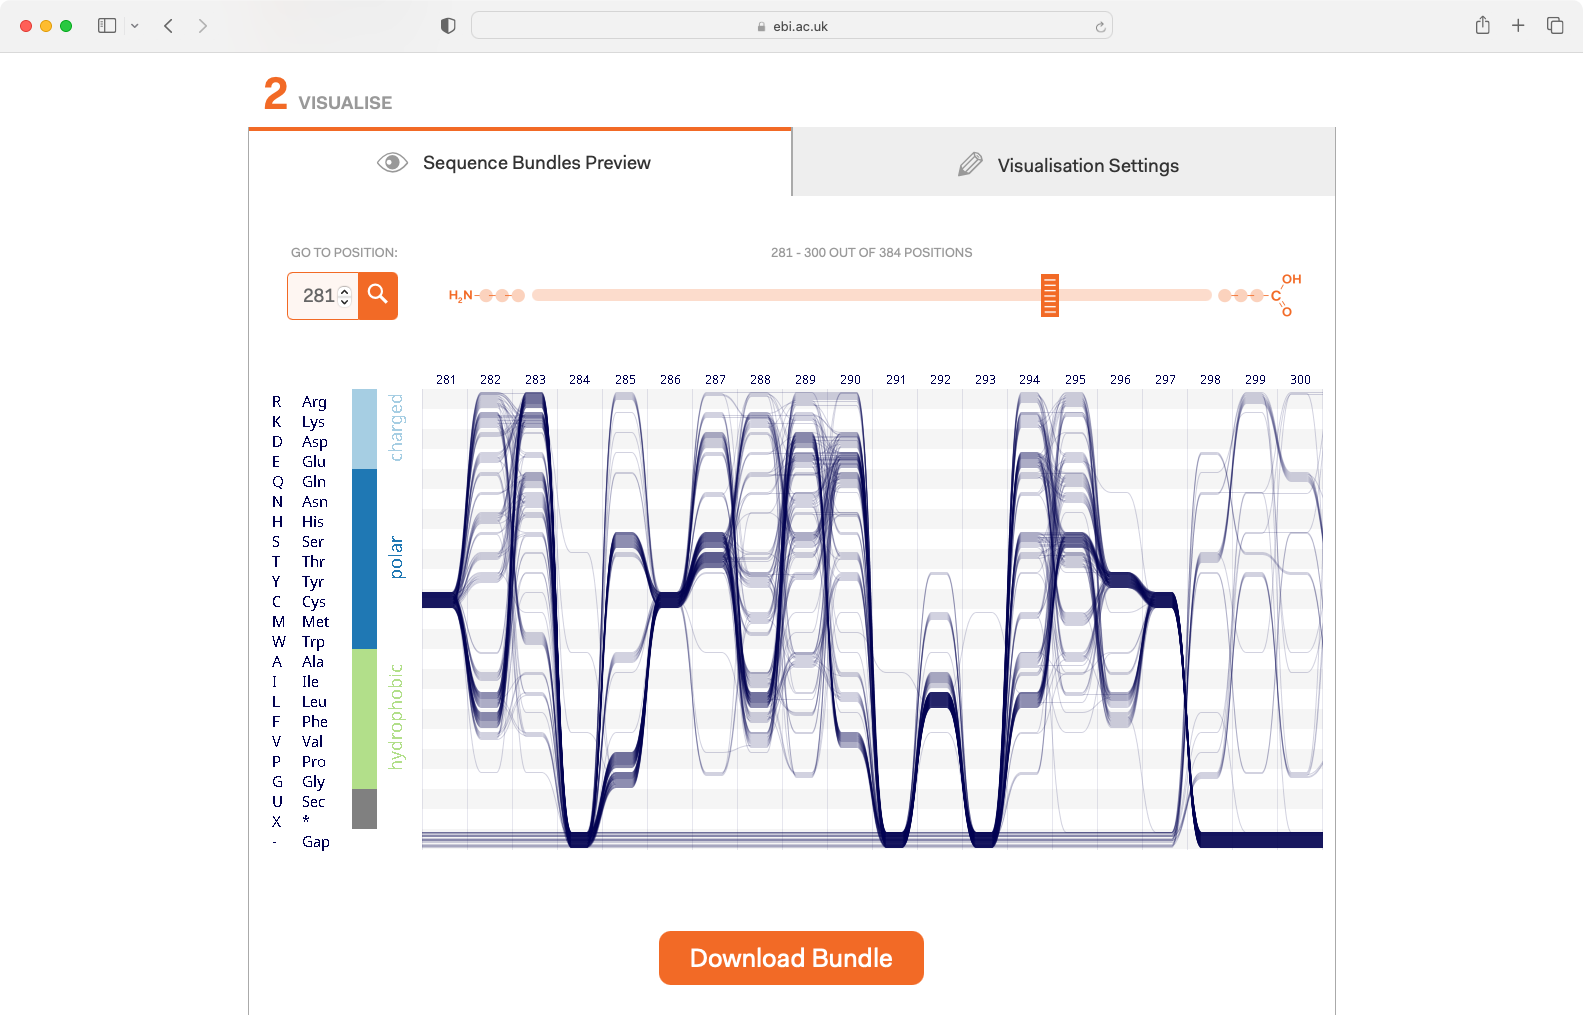 ebi.ac.uk
2 VISUALISE
Sequence Bundles Preview
Visualisation Settings
GO TO POSITION:
281 - 300 OUT OF 384 POSITIONS
281
H₂N
OH
C
O
281 282 283 284 285 286 287 288 289 290 291 292 293 294 295 296 297 298 299 300
R Arg
K Lys
D Asp
E Glu
Q Gln
N Asn
H His
S Ser
T Thr
Y Tyr
C Cys
M Met
W Trp
A Ala
I Ile
L Leu
F Phe
V Val
P Pro
G Gly
U Sec
X *
- Gap
charged
polar
hydrophobic
Download Bundle